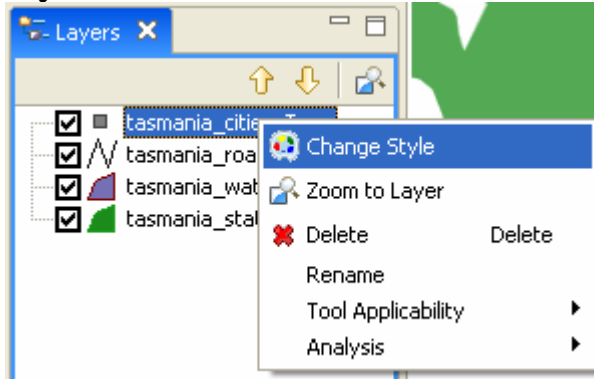 Layers
tasmania_citie
Change Style
tasmania_roa
tasmania_wat
Zoom to Layer
tasmania_stat
Delete Delete
Rename
Tool Applicability
Analysis